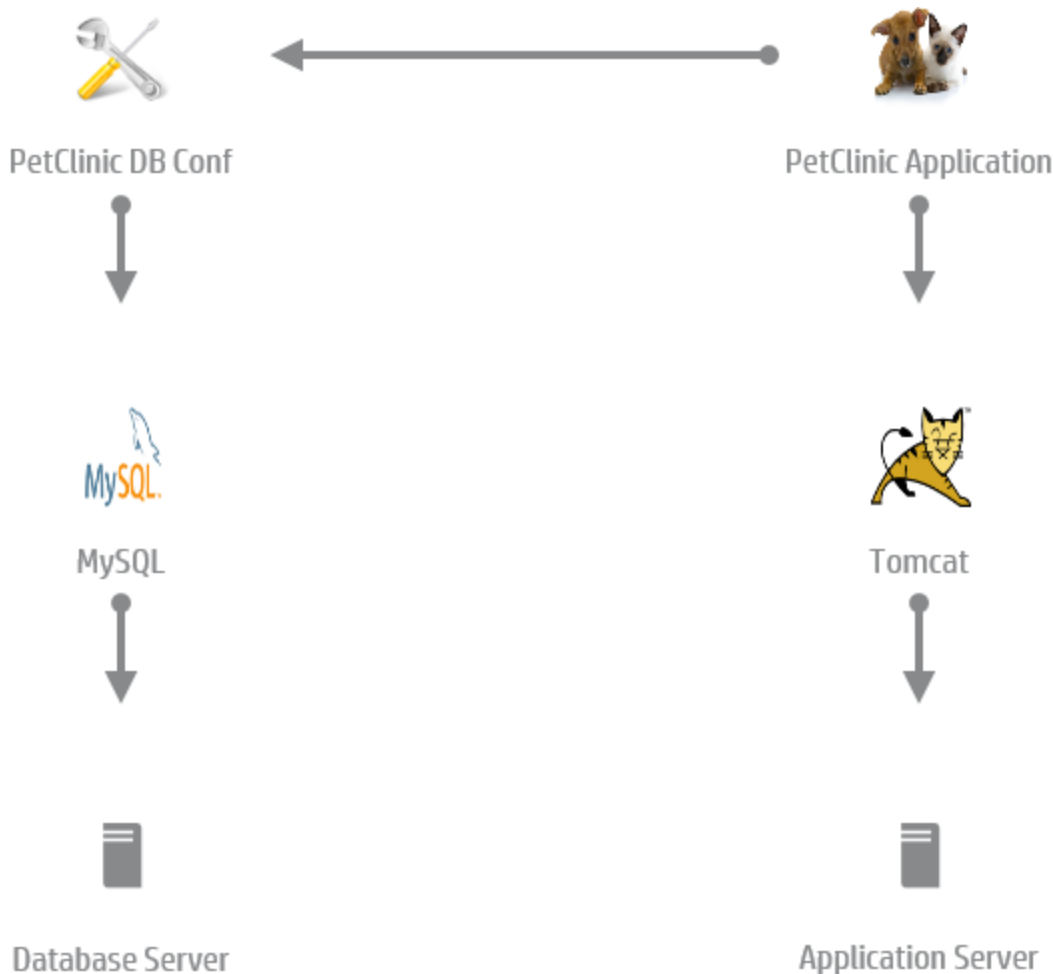 PetClinic DB Conf
PetClinic Application
MySQL
MySQL
Tomcat
Database Server
Application Server